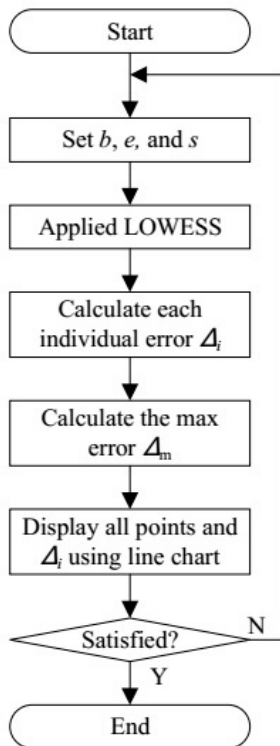 Start
Set b, e, and s
Applied LOWESS
Calculate each
individual error Δi
Calculate the max
error Δm
Display all points and
Δi using line chart
Satisfied?
N
Y
End